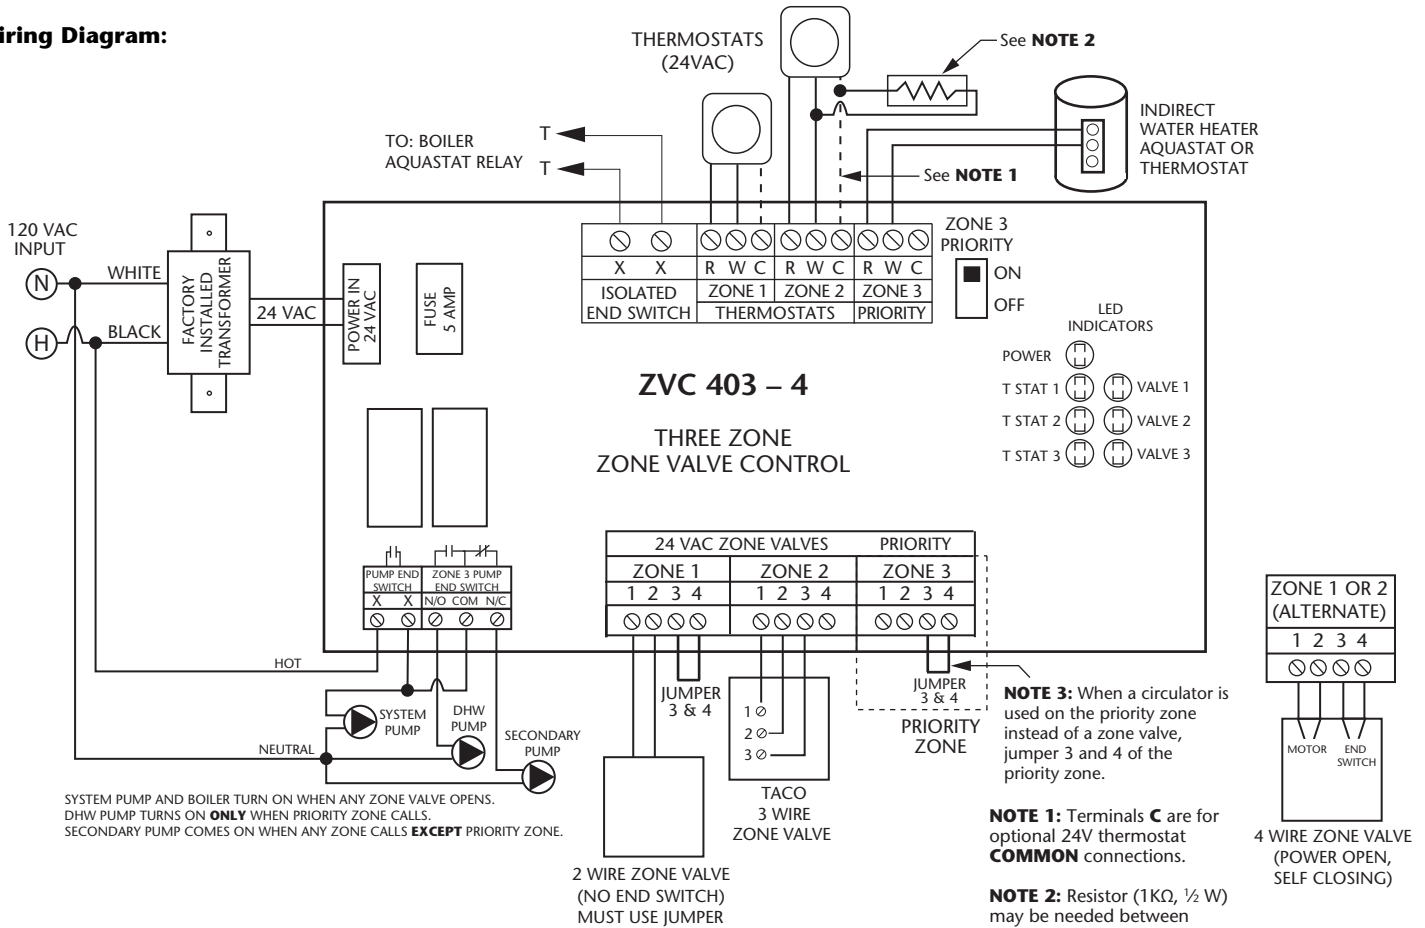 iring Diagram:
THERMOSTATS
(24VAC)
See NOTE 2
TO: BOILER
AQUASTAT RELAY
T
T
INDIRECT
WATER HEATER
AQUASTAT OR
THERMOSTAT
See NOTE 1
120 VAC
INPUT
N
H
WHITE
BLACK
FACTORY
INSTALLED
TRANSFORMER
24 VAC
POWER IN
24 VAC
FUSE
5 AMP
X X R W C R W C R W C
ISOLATED
END SWITCH
ZONE 1 ZONE 2 ZONE 3
THERMOSTATS PRIORITY
ZONE 3
PRIORITY
ON
OFF
LED
INDICATORS
POWER
T STAT 1 VALVE 1
T STAT 2 VALVE 2
T STAT 3 VALVE 3
ZVC 403 – 4
THREE ZONE
ZONE VALVE CONTROL
PUMP END
SWITCH
X X
ZONE 3 PUMP
END SWITCH
N/O COM N/C
24 VAC ZONE VALVES PRIORITY
ZONE 1 ZONE 2 ZONE 3
1 2 3 4 1 2 3 4 1 2 3 4
HOT
NEUTRAL
SYSTEM
PUMP
DHW
PUMP
SECONDARY
PUMP
SYSTEM PUMP AND BOILER TURN ON WHEN ANY ZONE VALVE OPENS.
DHW PUMP TURNS ON ONLY WHEN PRIORITY ZONE CALLS.
SECONDARY PUMP COMES ON WHEN ANY ZONE CALLS EXCEPT PRIORITY ZONE.
JUMPER
3 & 4
2 WIRE ZONE VALVE
(NO END SWITCH)
MUST USE JUMPER
1
2
3
TACO
3 WIRE
ZONE VALVE
JUMPER
3 & 4
PRIORITY
ZONE
NOTE 3: When a circulator is
used on the priority zone
instead of a zone valve,
jumper 3 and 4 of the
priority zone.
NOTE 1: Terminals C are for
optional 24V thermostat
COMMON connections.
NOTE 2: Resistor (1KΩ, ½ W)
may be needed between
ZONE 1 OR 2
(ALTERNATE)
1 2 3 4
MOTOR
END
SWITCH
4 WIRE ZONE VALVE
(POWER OPEN,
SELF CLOSING)